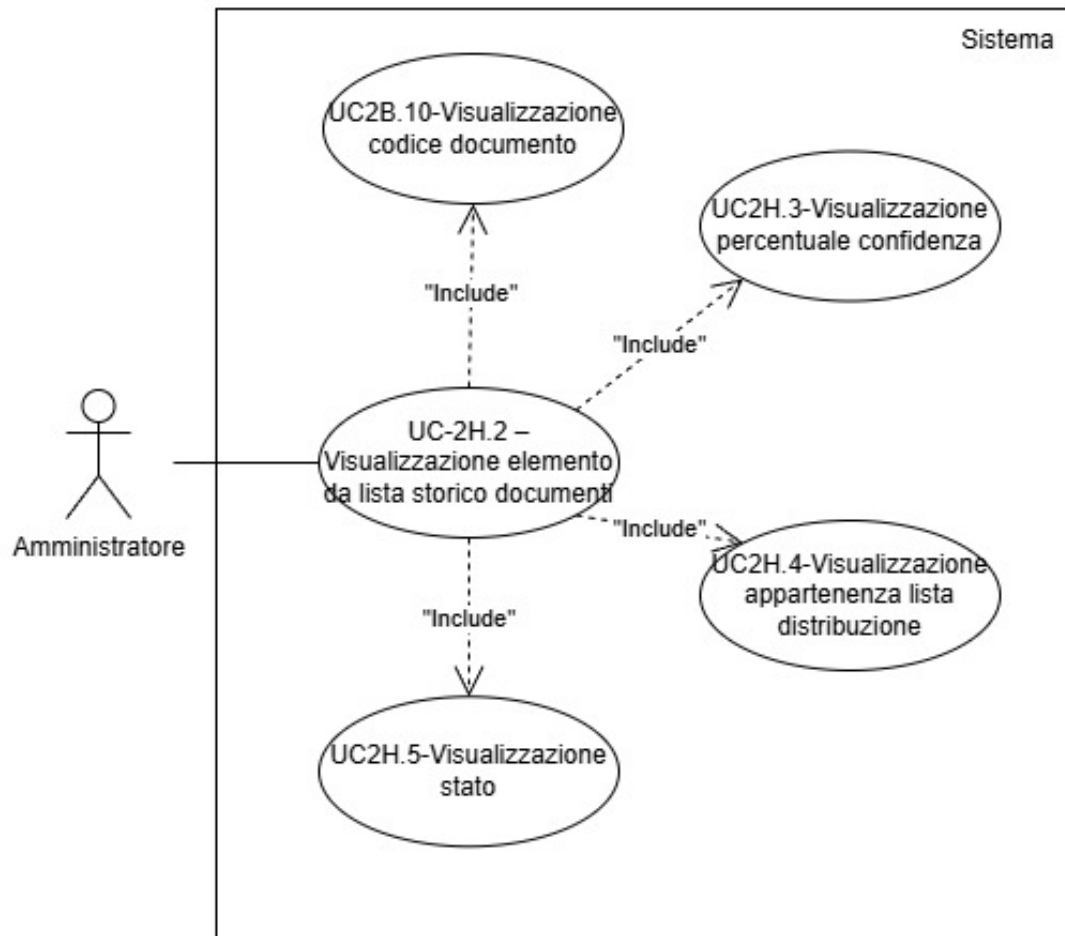 Sistema
UC2B.10-Visualizzazione
codice documento
UC2H.3-Visualizzazione
percentuale confidenza
"Include"
"Include"
UC-2H.2 –
Visualizzazione elemento
da lista storico documenti
Amministratore
"Include"
UC2H.4-Visualizzazione
appartenenza lista
distribuzione
"Include"
UC2H.5-Visualizzazione
stato